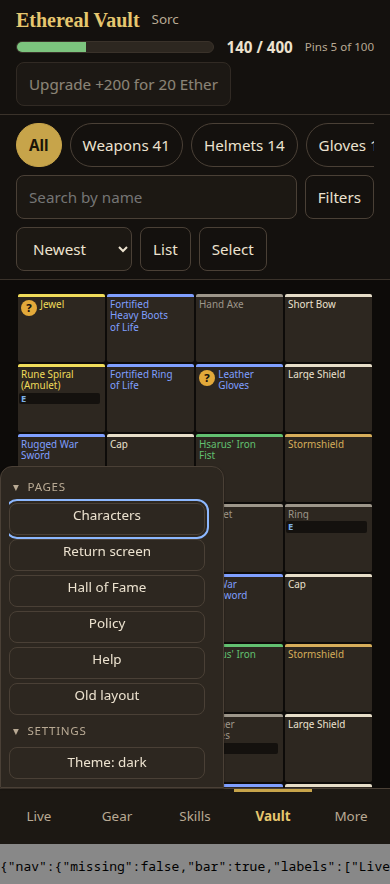 Ethereal Vault Sorc
140 / 400 Pins 5 of 100
Upgrade +200 for 20 Ether
All Weapons 41 Helmets 14 Gloves
Search by name Filters
Newest List Select
? Jewel
Fortified
Heavy Boots
of Life
Hand Axe
Short Bow
Rune Spiral
(Amulet)
E
Fortified Ring
of Life
? Leather
Gloves
Large Shield
Rugged War
Sword
Cap
Hsarus' Iron
Fist
Stormshield
Ring
E
Cap
Stormshield
Large Shield
▾ PAGES
Characters
Return screen
Hall of Fame
Policy
Help
Old layout
▾ SETTINGS
Theme: dark
Live Gear Skills Vault More
{"nav":{"missing":false,"bar":true,"labels":["Live